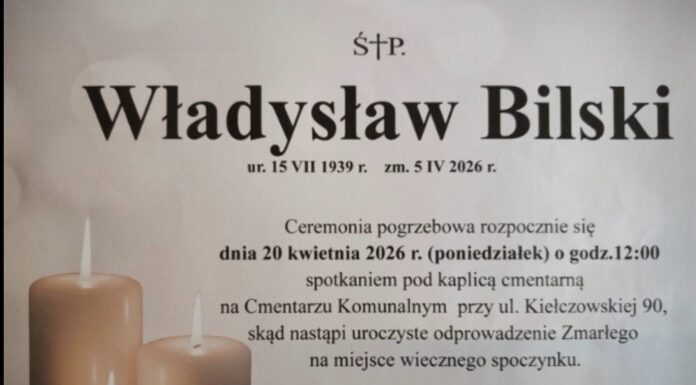 Ś†P.
Władysław Bilski
ur. 15 VII 1939 r. zm. 5 IV 2026 r.
Ceremonia pogrzebowa rozpocznie się
dnia 20 kwietnia 2026 r. (poniedziałek) o godz.12:00
spotkaniem pod kaplicą cmentarną
na Cmentarzu Komunalnym przy ul. Kiełczowskiej 90,
skąd nastąpi uroczyste odprowadzenie Zmarłego
na miejsce wiecznego spoczynku.